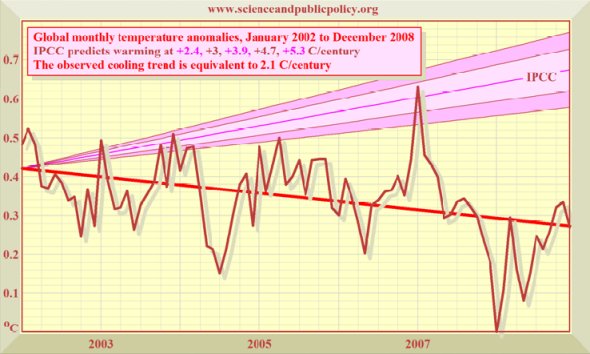 www.scienceandpublicpolicy.org
Global monthly temperature anomalies, January 2002 to December 2008
IPCC predicts warming at +2.4, +3, +3.9, +4.7, +5.3 C/century
The observed cooling trend is equivalent to 2.1 C/century
0.7
IPCC
0.6
0.5
0.4
0.3
0.2
0.1
°C
2003 2005 2007